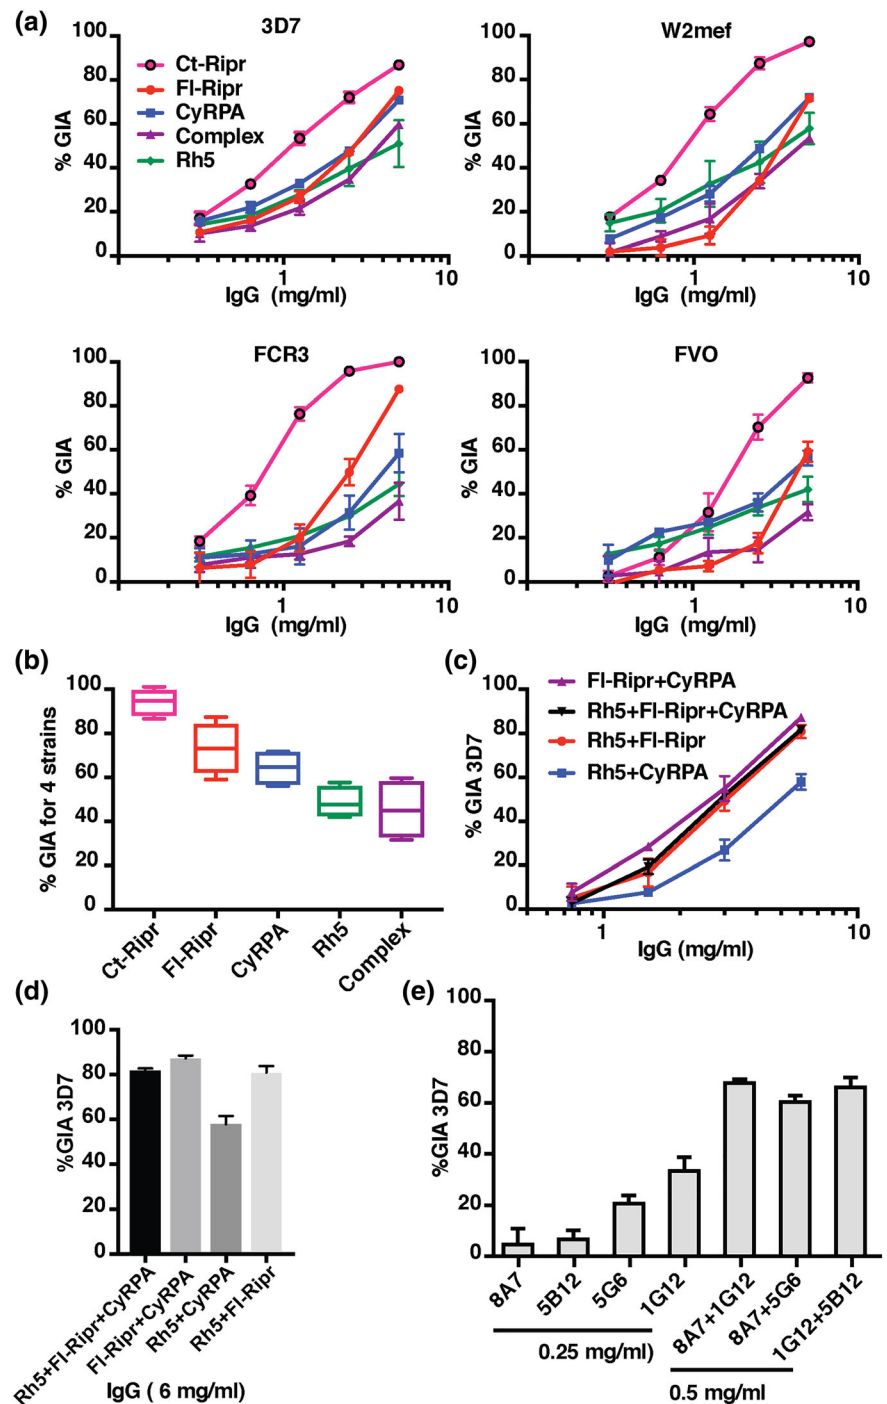 (a)
3D7
W2mef
100
80
60
40
20
0
% GIA
Ct-Ripr
Fl-Ripr
CyRPA
Complex
Rh5
1
10
IgG (mg/ml)
100
80
60
40
20
0
% GIA
1
10
IgG (mg/ml)
FCR3
FVO
100
80
60
40
20
0
% GIA
1
10
IgG (mg/ml)
100
80
60
40
20
0
% GIA
1
10
IgG (mg/ml)
(b)
100
80
60
40
20
0
% GIA for 4 strains
Ct-Ripr
Fl-Ripr
CyRPA
Rh5
Complex
(c)
Fl-Ripr+CyRPA
Rh5+Fl-Ripr+CyRPA
Rh5+Fl-Ripr
Rh5+CyRPA
100
80
60
40
20
0
% GIA 3D7
1
10
IgG (mg/ml)
(d)
100
80
60
40
20
0
%GIA 3D7
Rh5+Fl-Ripr+CyRPA
Fl-Ripr+CyRPA
Rh5+CyRPA
Rh5+Fl-Ripr
IgG ( 6 mg/ml)
(e)
100
80
60
40
20
0
%GIA 3D7
8A7
5B12
5G6
1G12
8A7+1G12
8A7+5G6
1G12+5B12
0.25 mg/ml)
0.5 mg/ml